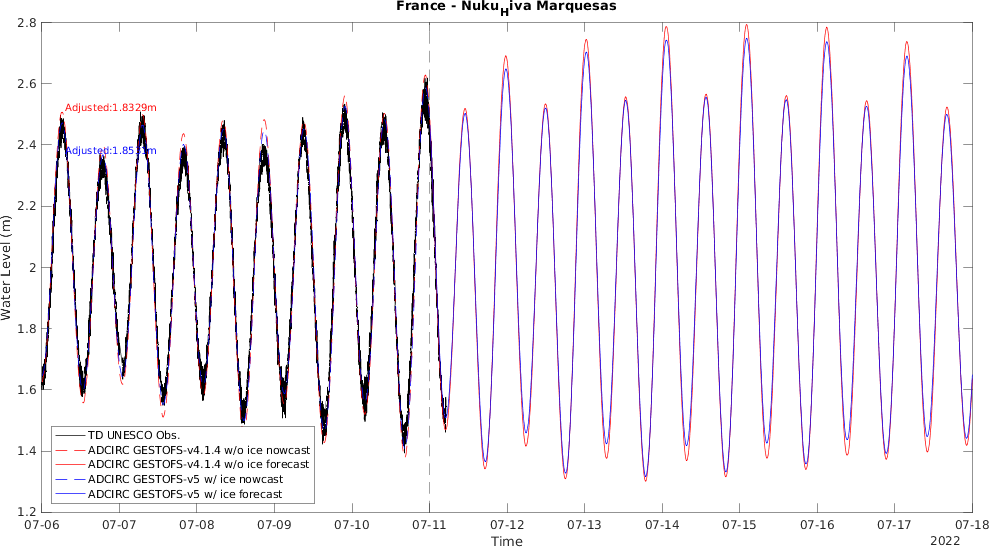 France - Nuku_Hiva Marquesas
2.8
2.6
2.4
2.2
2
1.8
1.6
1.4
1.2
Water Level (m)
Adjusted:1.8329m
TD UNESCO Obs.
ADCIRC GESTOFS-v4.1.4 w/o ice nowcast
ADCIRC GESTOFS-v4.1.4 w/o ice forecast
ADCIRC GESTOFS-v5 w/ ice nowcast
ADCIRC GESTOFS-v5 w/ ice forecast
07-06 07-07 07-08 07-09 07-10 07-11 07-12 07-13 07-14 07-15 07-16 07-17 07-18
Time
2022